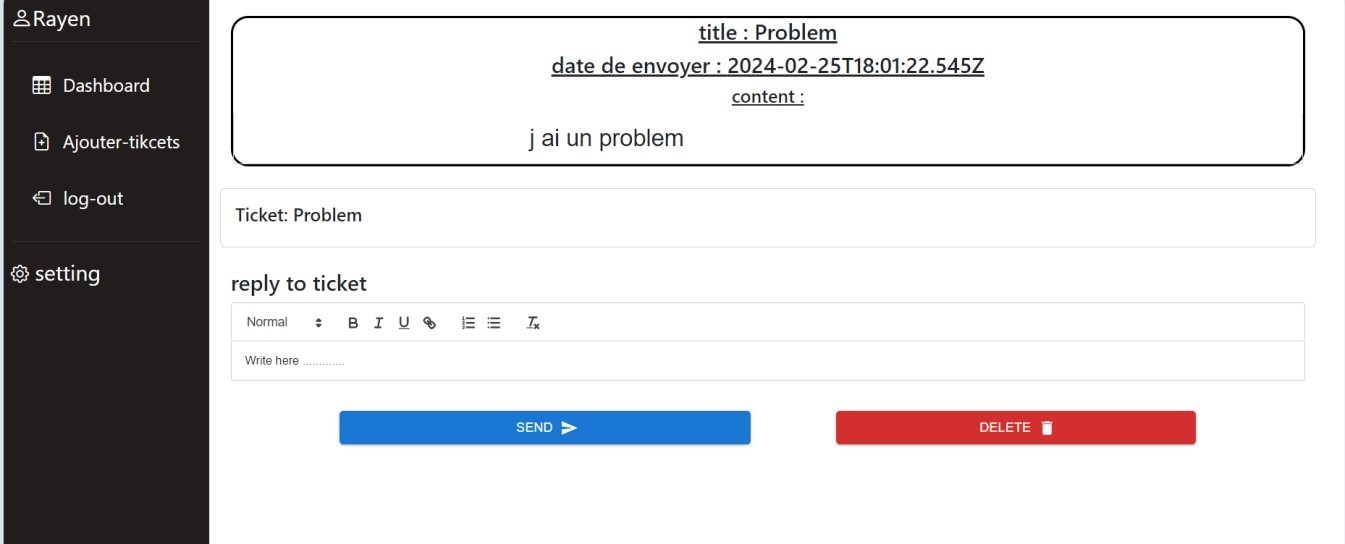 Rayen
Dashboard
Ajouter-tikcets
log-out
setting
title : Problem
date de envoyer : 2024-02-25T18:01:22.545Z
content :
j ai un problem
Ticket: Problem
reply to ticket
Normal
Write here .............
SEND
DELETE